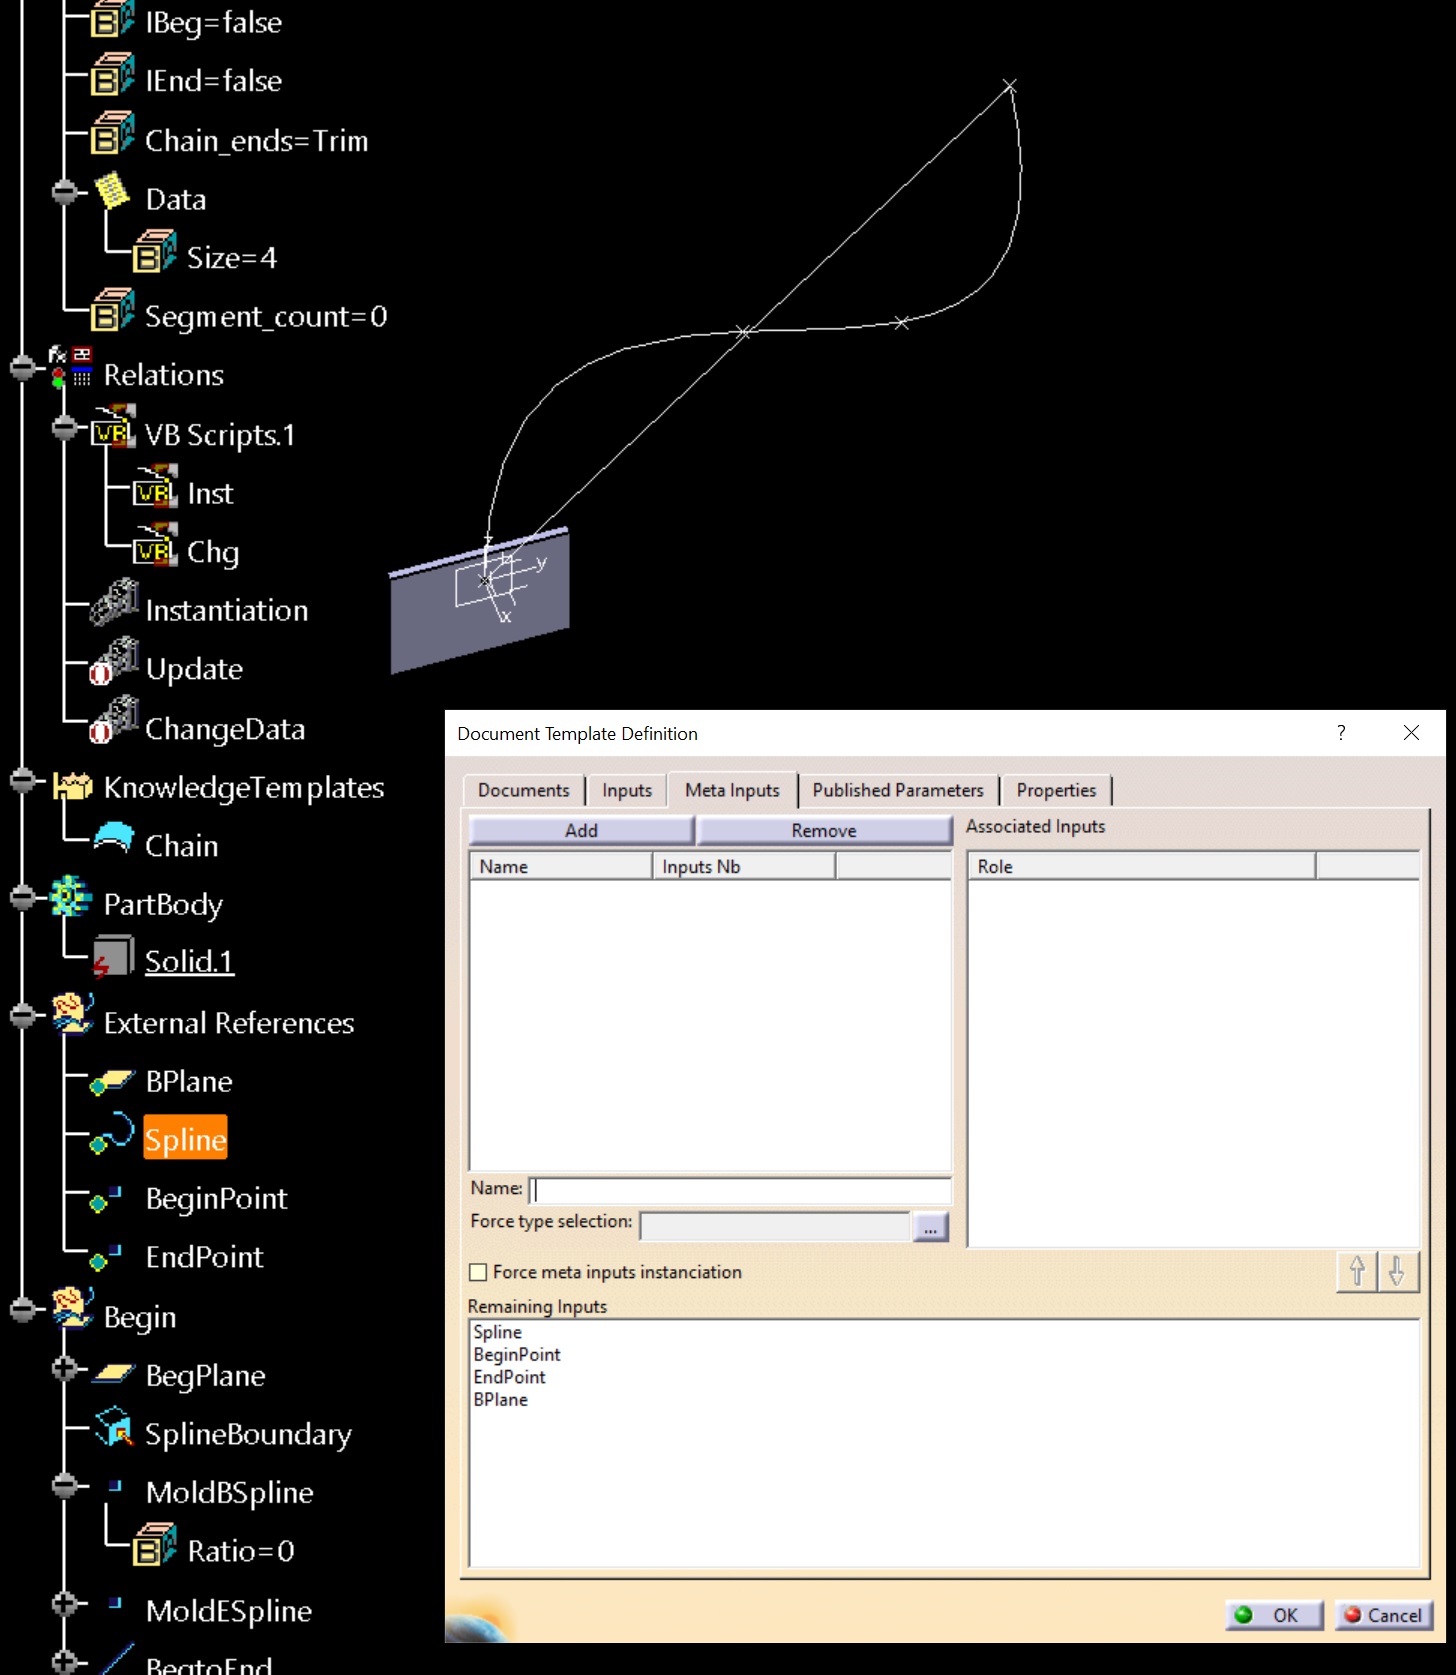 IBeg=false
IEnd=false
Chain_ends=Trim
Data
Size=4
Segment_count=0
Relations
VB Scripts.1
Inst
Chg
Instantiation
Update
ChangeData
KnowledgeTemplates
Chain
PartBody
Solid.1
External References
BPlane
Spline
BeginPoint
EndPoint
Begin
BegPlane
SplineBoundary
MoldBSpline
Ratio=0
MoldESpline
BegtoEnd
z
y
x
Document Template Definition
Documents Inputs Meta Inputs Published Parameters Properties
Add Remove Associated Inputs
Name Inputs Nb Role
Name:
Force type selection: ...
Force meta inputs instanciation
Remaining Inputs
Spline
BeginPoint
EndPoint
BPlane
OK Cancel